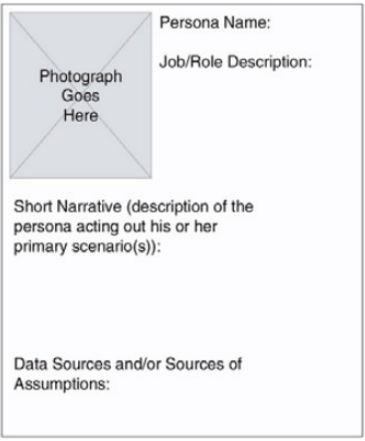 Persona Name:
Job/Role Description:
Photograph
Goes
Here
Short Narrative (description of the
persona acting out his or her
primary scenario(s)):
Data Sources and/or Sources of
Assumptions: